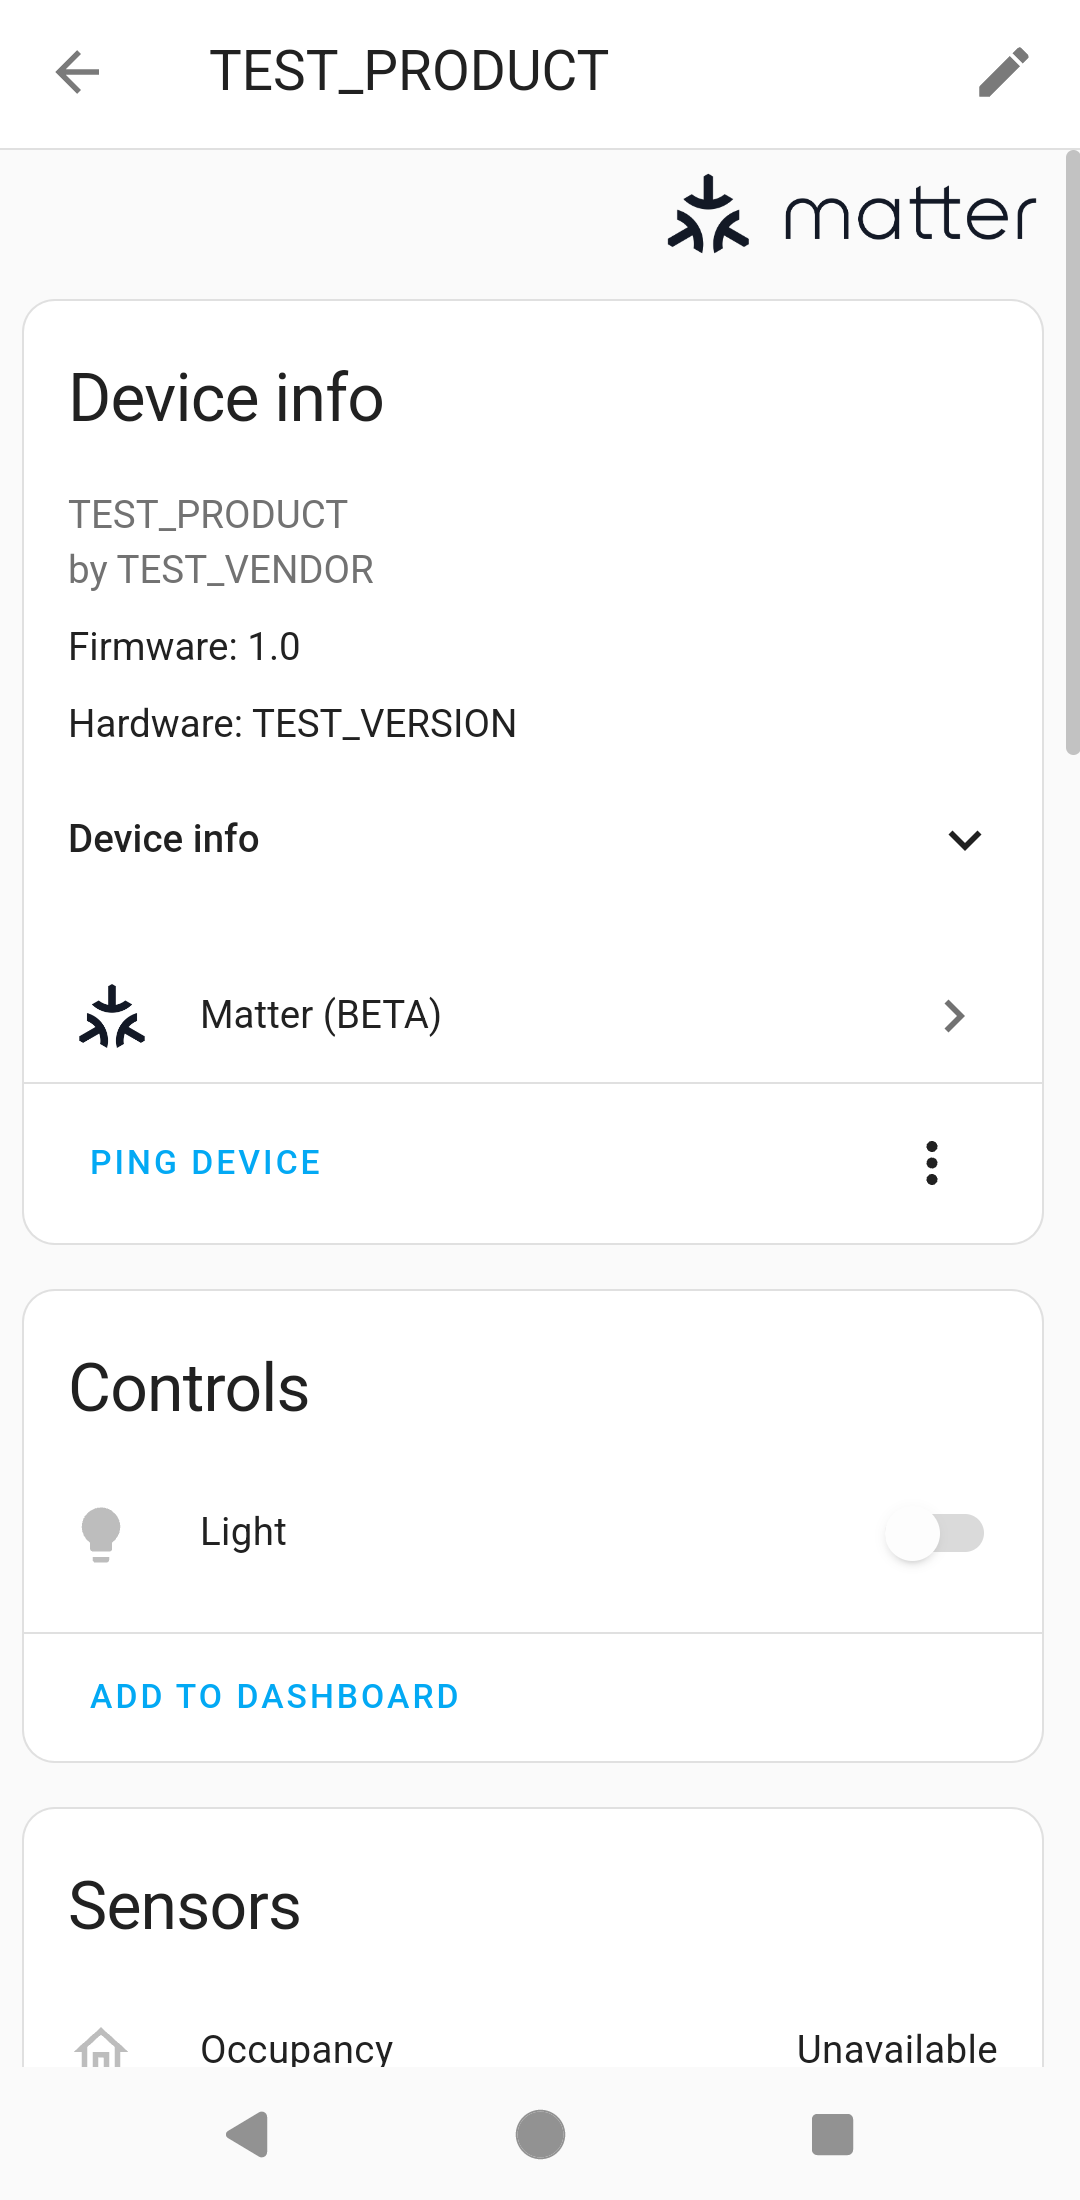 TEST_PRODUCT
matter
Device info
TEST_PRODUCT
by TEST_VENDOR
Firmware: 1.0
Hardware: TEST_VERSION
Device info
Matter (BETA)
PING DEVICE
Controls
Light
ADD TO DASHBOARD
Sensors
Occupancy Unavailable